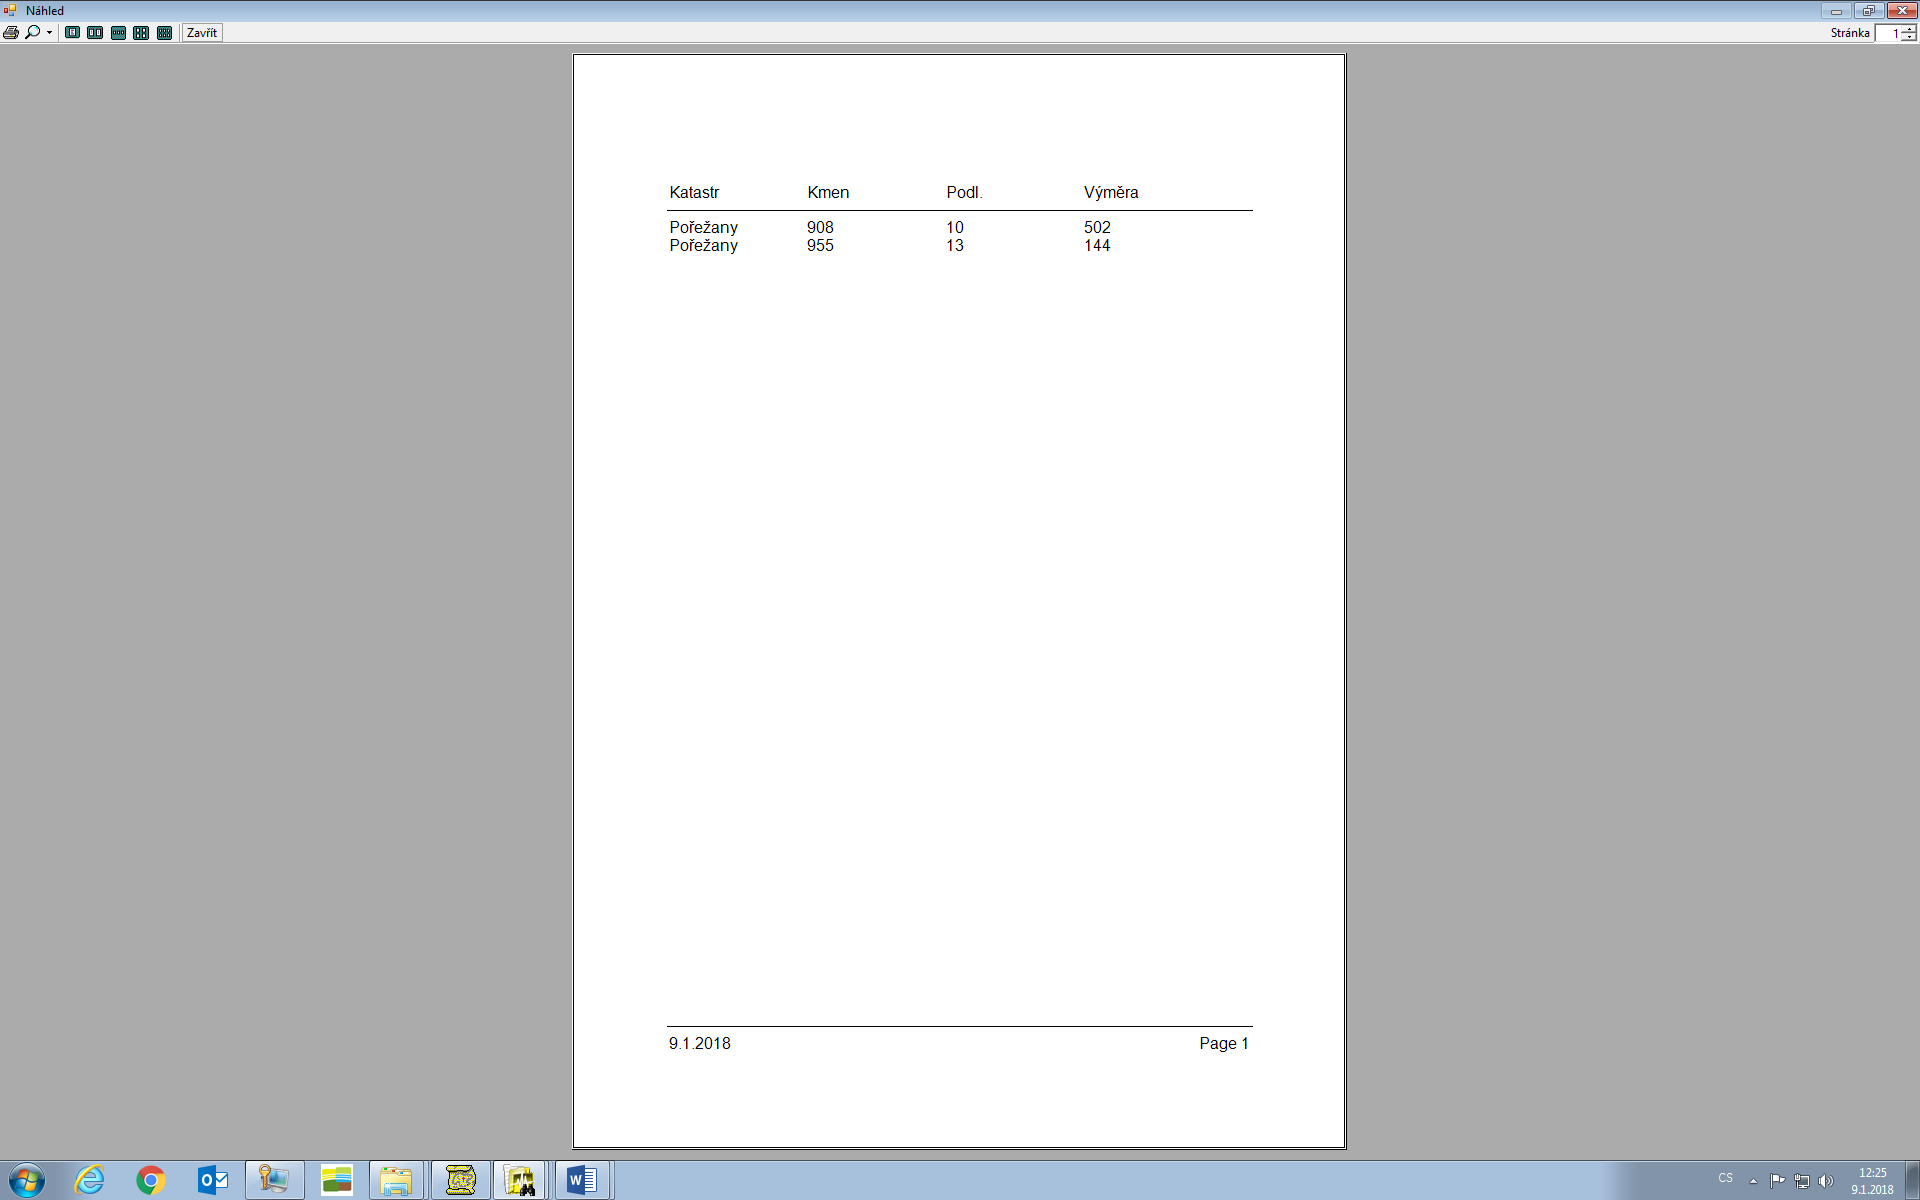 Náhled
Zavřít
Stránka 1
Katastr Kmen Podl. Výměra
Pořežany 908 10 502
Pořežany 955 13 144
9.1.2018 Page 1
CS 12:25
9.1.2018